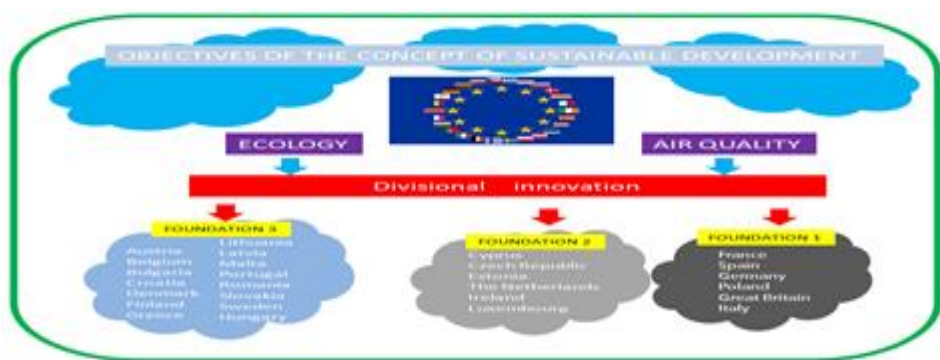 OBJECTIVES OF THE CONCEPT OF SUSTAINABLE DEVELOPMENT
ECOLOGY
AIR QUALITY
Divisional innovation
FOUNDATION 3
Austria
Belgium
Bulgaria
Croatia
Denmark
Finland
Greece
Lithuania
Latvia
Malta
Portugal
Romania
Slovakia
Sweden
Hungary
FOUNDATION 2
Cyprus
Czech Republic
Estonia
The Netherlands
Ireland
Luxembourg
FOUNDATION 1
France
Spain
Germany
Poland
Great Britain
Italy